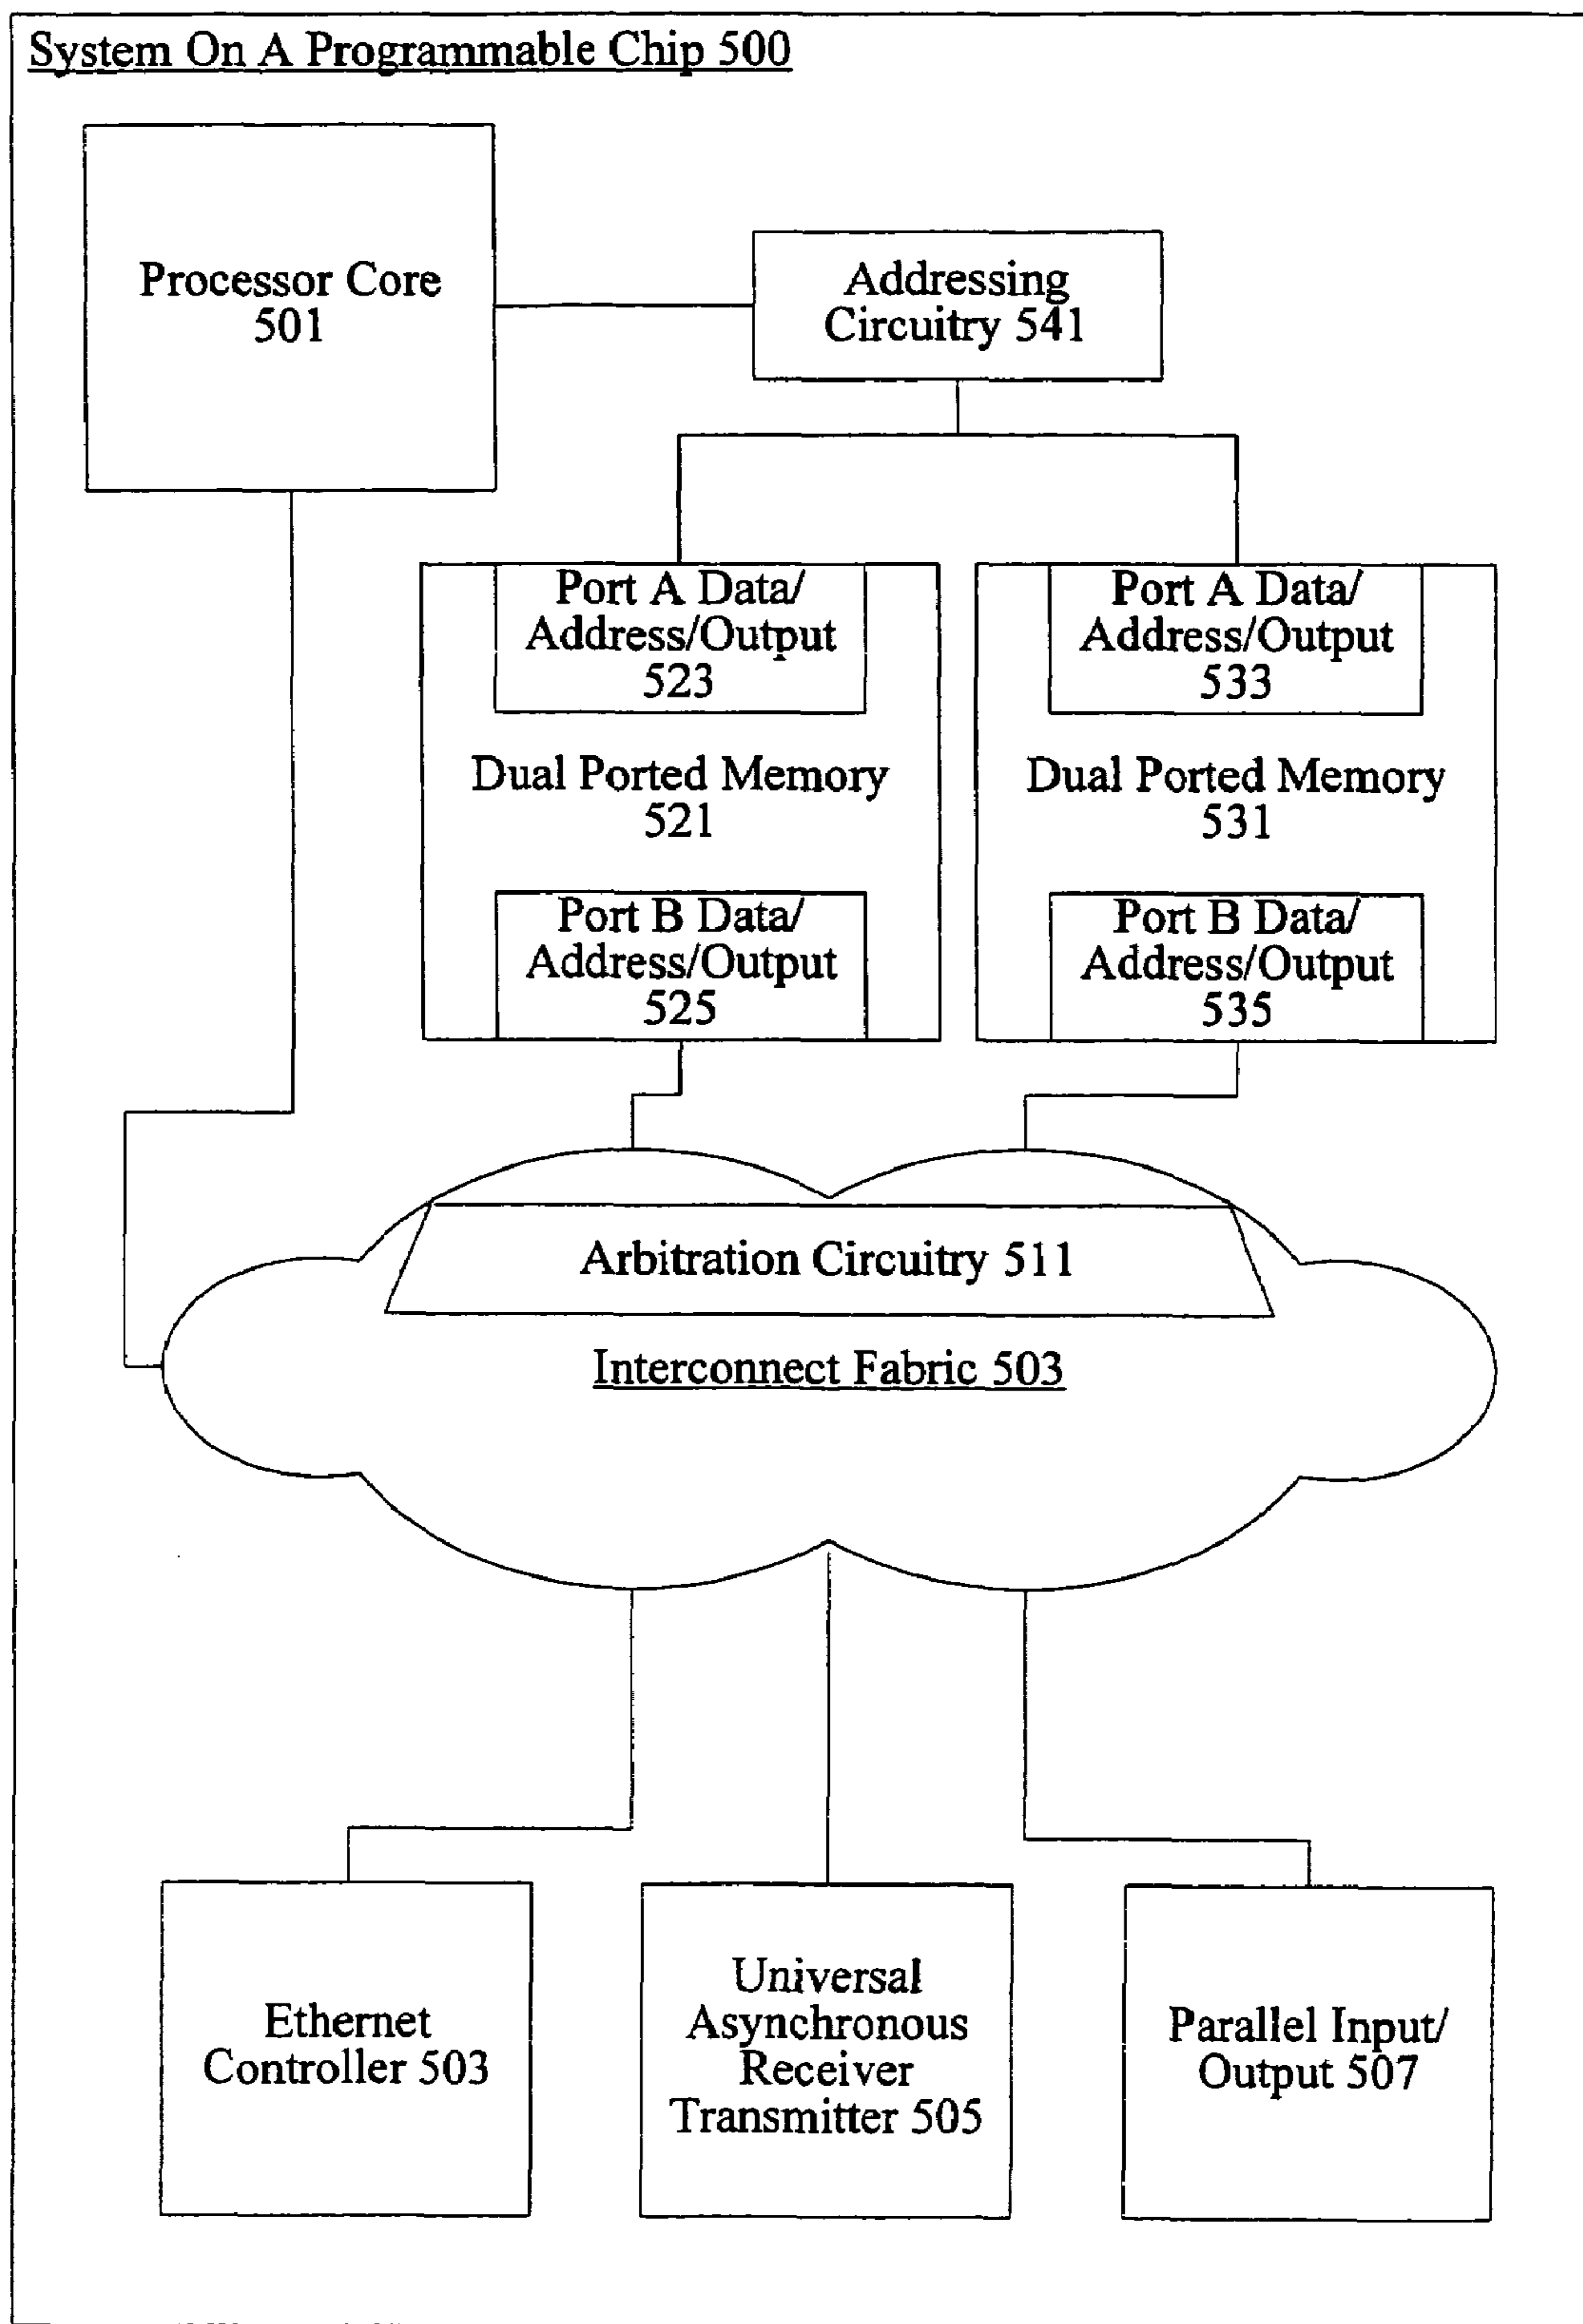 System On A Programmable Chip 500
Processor Core
501
Addressing
Circuitry 541
Port A Data/
Address/Output
523
Port A Data/
Address/Output
533
Dual Ported Memory
521
Dual Ported Memory
531
Port B Data/
Address/Output
525
Port B Data/
Address/Output
535
Arbitration Circuitry 511
Interconnect Fabric 503
Ethernet
Controller 503
Universal
Asynchronous
Receiver
Transmitter 505
Parallel Input/
Output 507